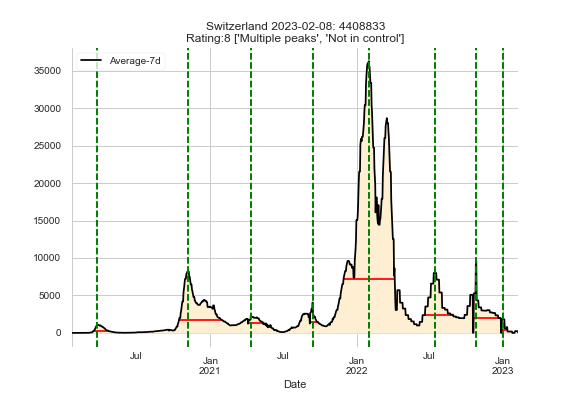 Switzerland 2023-02-08: 4408833
Rating:8 ['Multiple peaks', 'Not in control']
Average-7d
35000
30000
25000
20000
15000
10000
5000
0
Jul Jan Jul Jan Jul Jan
2021 2022 2023
Date